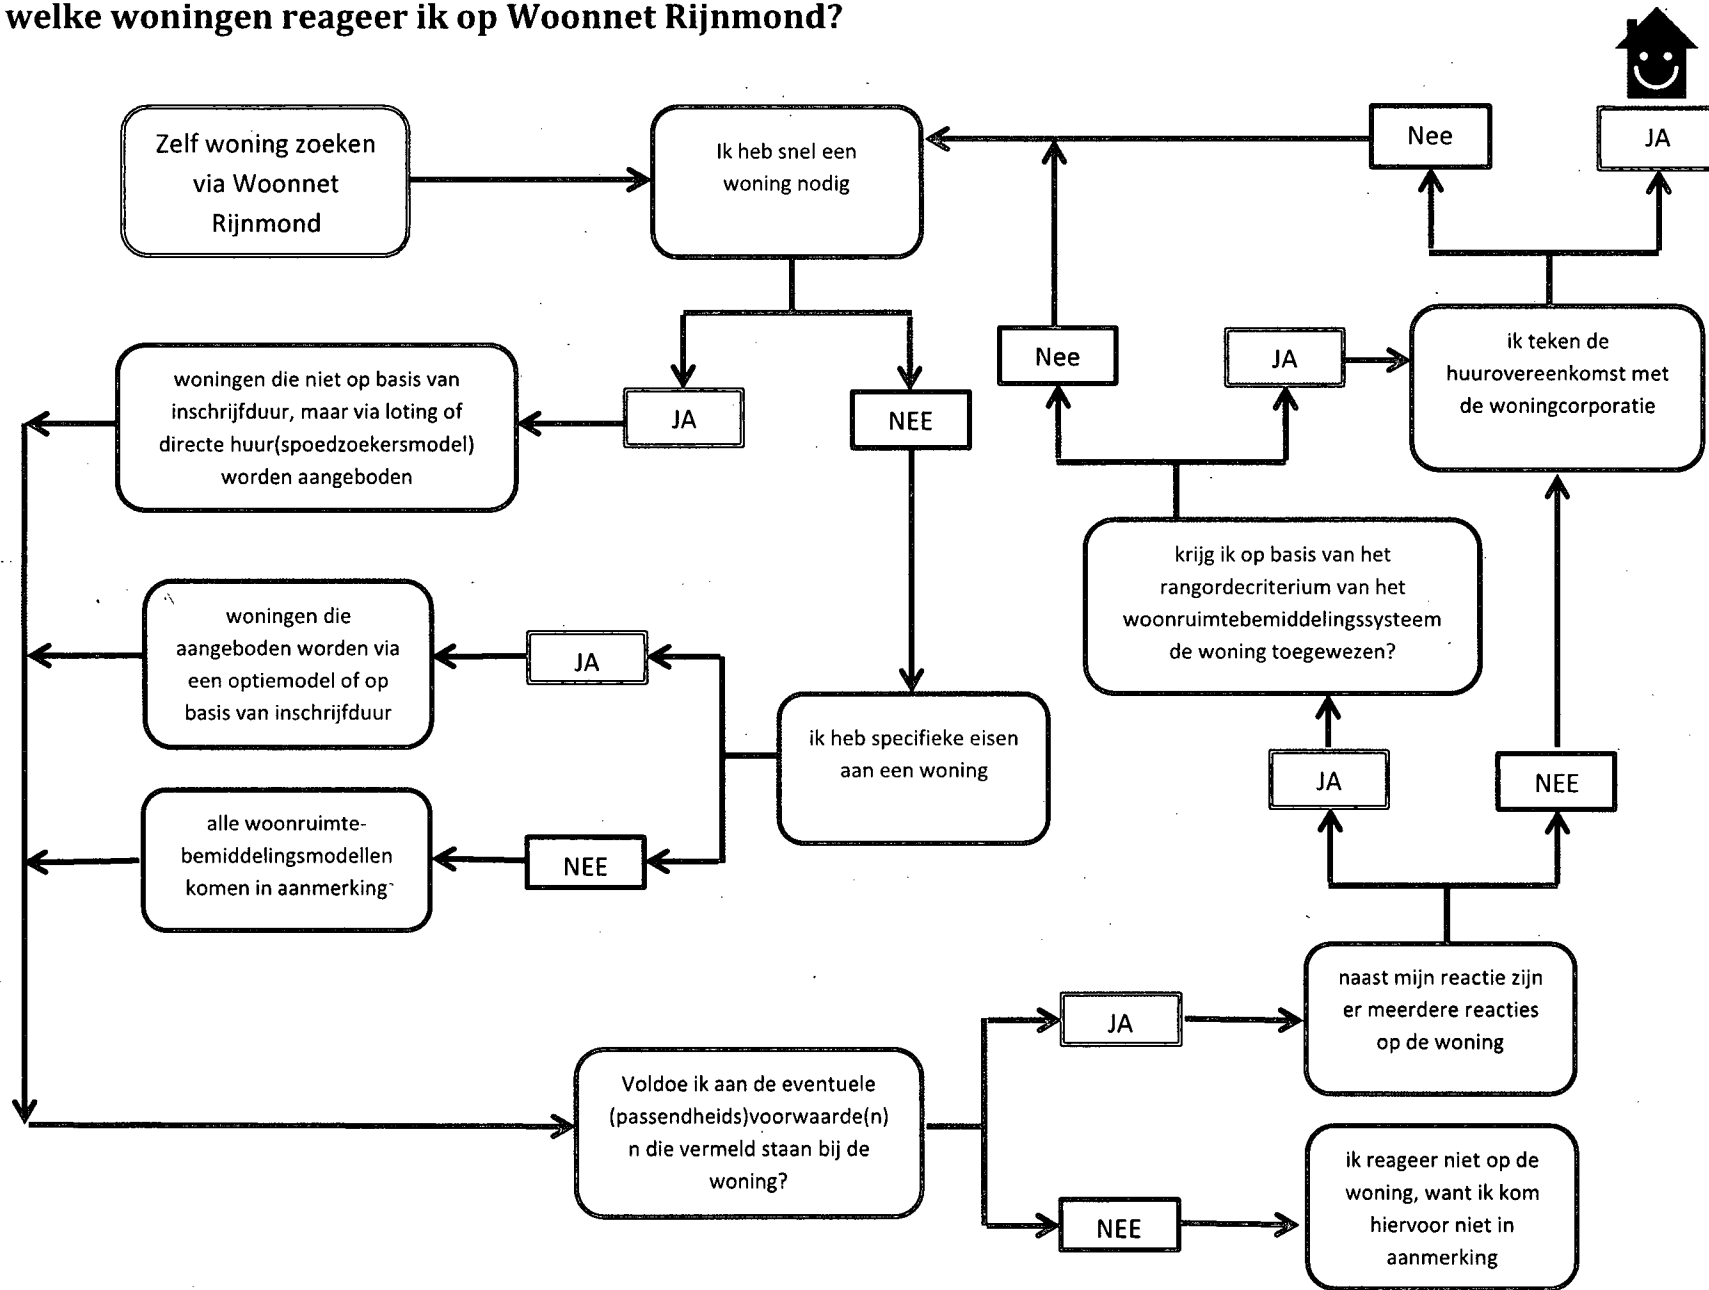 welke woningen reageer ik op Woonnet Rijnmond?
Zelf woning zoeken
via Woonnet
Rijnmond
Ik heb snel een
woning nodig
Nee
JA
Nee
JA
ik teken de
huurovereenkomst met
de woningcorporatie
woningen die niet op basis van
inschrijfduur, maar via loting of
directe huur(spoedzoekersmodel)
worden aangeboden
JA
NEE
krijg ik op basis van het
rangordecriterium van het
woonruimtebemiddelingssysteem
de woning toegewezen?
woningen die
aangeboden worden via
een optiemodel of op
basis van inschrijfduur
JA
ik heb specifieke eisen
aan een woning
JA
NEE
alle woonruimte-
bemiddelingsmodellen
komen in aanmerking
NEE
naast mijn reactie zijn
er meerdere reacties
op de woning
JA
Voldoe ik aan de eventuele
(passendheids)voorwaarde(n)
n die vermeld staan bij de
woning?
NEE
ik reageer niet op de
woning, want ik kom
hiervoor niet in
aanmerking